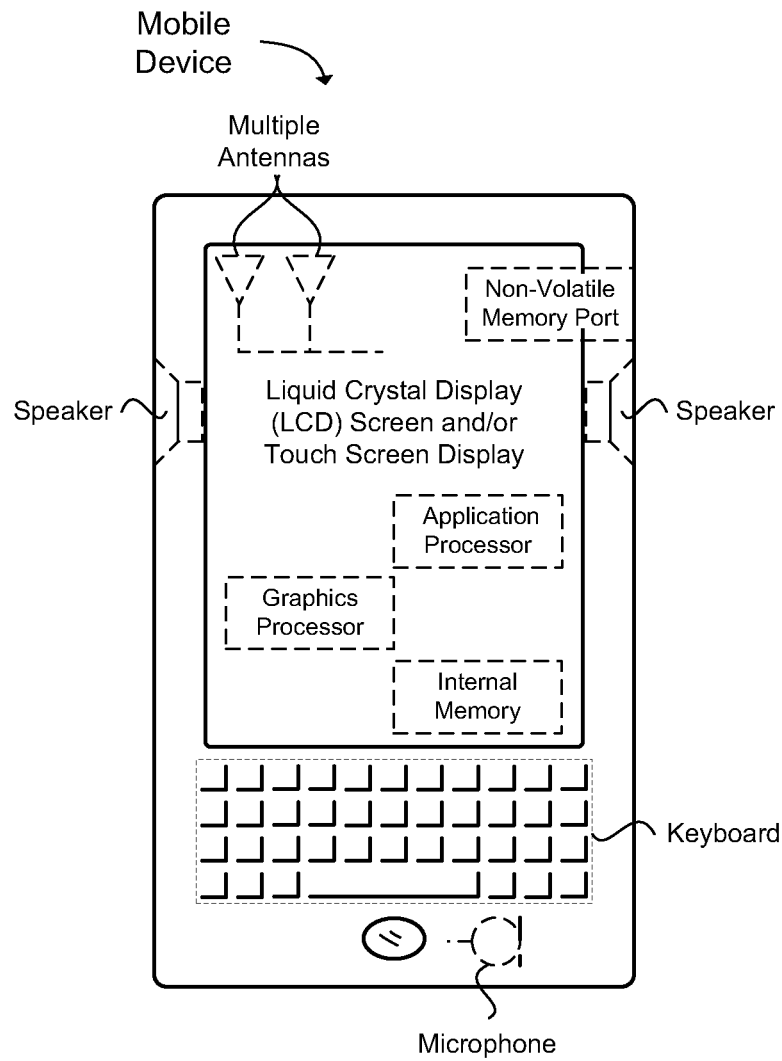 Mobile
Device
Multiple
Antennas
Non-Volatile
Memory Port
Speaker
Liquid Crystal Display
(LCD) Screen and/or
Touch Screen Display
Speaker
Application
Processor
Graphics
Processor
Internal
Memory
Keyboard
Microphone